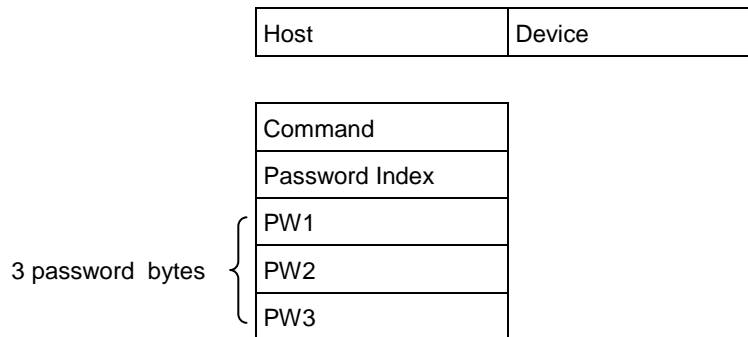 Host Device
Command
Password Index
PW1
3 password bytes PW2
PW3